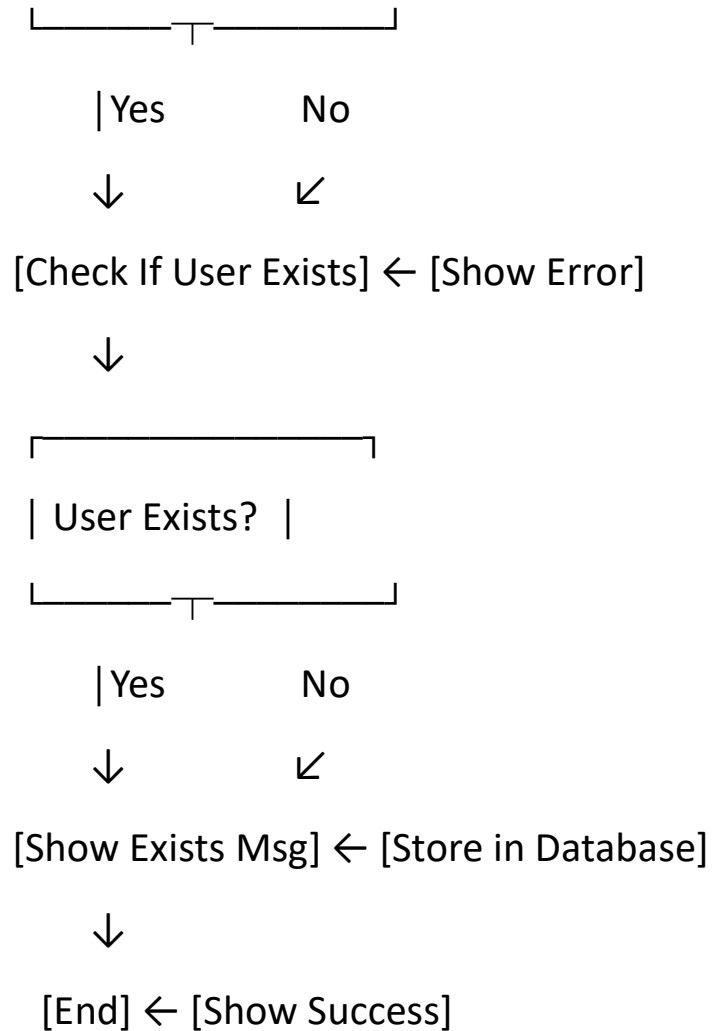 └──────┬────────┘
|Yes No
↓ ↙
[Check If User Exists] ← [Show Error]
↓
┌───────────────┐
| User Exists? |
└──────┬────────┘
|Yes No
↓ ↙
[Show Exists Msg] ← [Store in Database]
↓
[End] ← [Show Success]